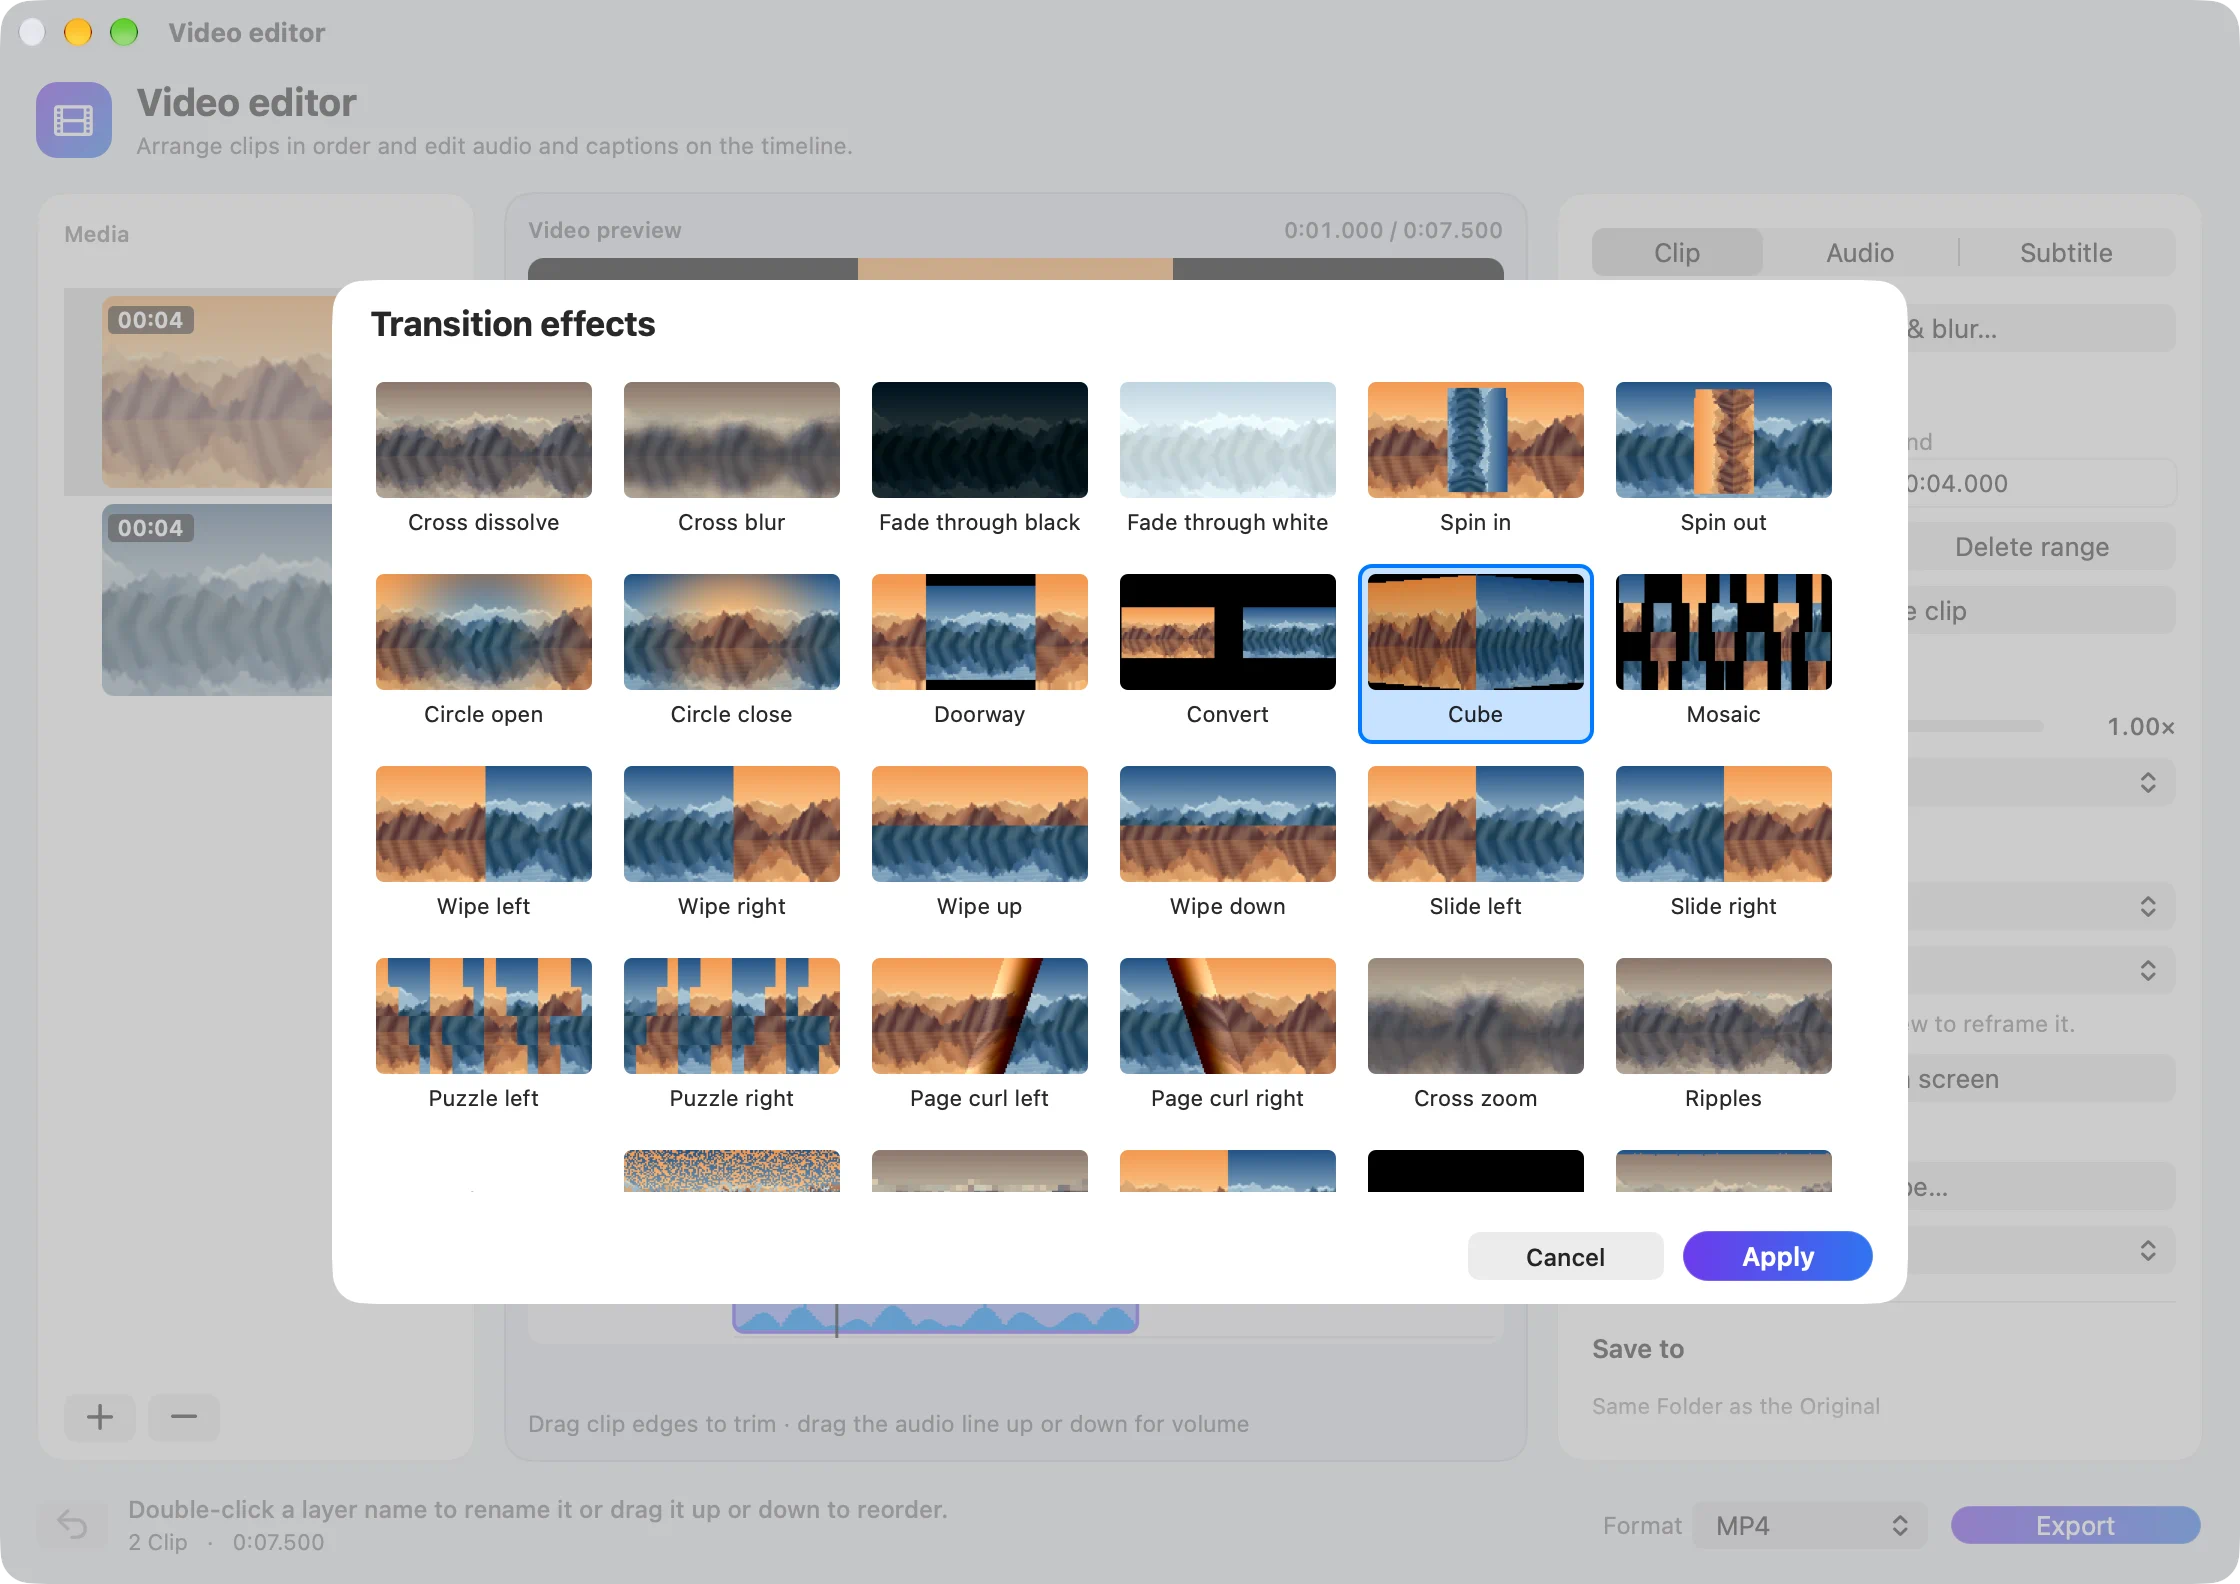 Video editor
Video editor
Arrange clips in order and edit audio and captions on the timeline.
Media
00:04
00:04
Video preview
0:01.000 / 0:07.500
Clip
Audio
Subtitle
& blur...
0:04.000
Delete range
clip
1.00×
to reframe it.
screen
Transition effects
Cross dissolve
Cross blur
Fade through black
Fade through white
Spin in
Spin out
Circle open
Circle close
Doorway
Convert
Cube
Mosaic
Wipe left
Wipe right
Wipe up
Wipe down
Slide left
Slide right
Puzzle left
Puzzle right
Page curl left
Page curl right
Cross zoom
Ripples
Cancel
Apply
Drag clip edges to trim · drag the audio line up or down for volume
Save to
Same Folder as the Original
Double-click a layer name to rename it or drag it up or down to reorder.
2 Clip · 0:07.500
Format
MP4
Export